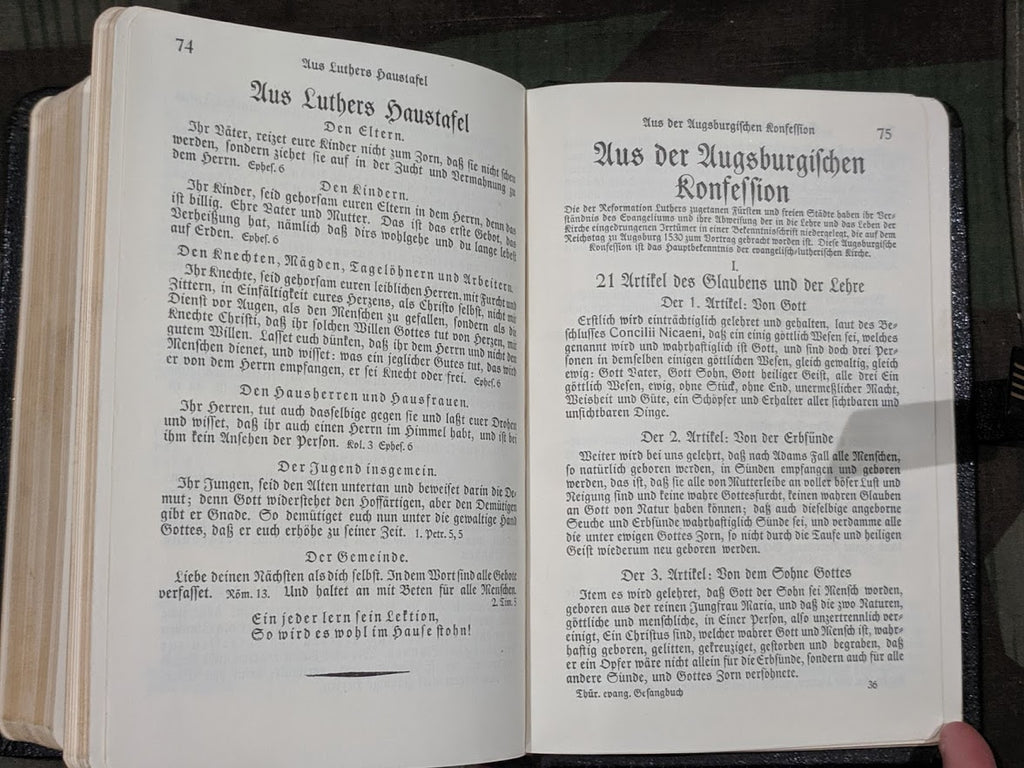 74
Aus Luthers Haustafel
Aus Luthers Haustafel
Den Eltern.
Ihr Väter, reizet eure Kinder nicht zum Zorn, daß sie nicht scheu
werden, sondern ziehet sie auf in der Zucht und Vermahnung zu
dem Herrn. Ephes. 6
Den Kindern.
Ihr Kinder, seid gehorsam euren Eltern in dem Herrn, denn das
ist billig. Ehre Vater und Mutter. Das ist das erste Gebot, das
Verheißung hat, nämlich daß dirs wohlgehe und du lange lebest
auf Erden. Ephes. 6
Den Knechten, Mägden, Tagelöhnern und Arbeitern.
Ihr Knechte, seid gehorsam euren leiblichen Herren, mit Furcht und
Zittern, in Einfältigkeit eures Herzens, als Christo selbst, nicht mit
Dienst vor Augen, als den Menschen zu gefallen, sondern als die
Knechte Christi, daß ihr solchen Willen Gottes tut von Herzen, mit
gutem Willen. Lasset euch dünken, daß ihr dem Herrn und nicht den
Menschen dienet, und wisset: was ein jeglicher Gutes tut, das wird
er von dem Herrn empfangen, er sei Knecht oder frei. Ephes. 6
Den Hausherren und Hausfrauen.
Ihr Herren, tut auch dasselbige gegen sie und laßt euer Drohen
und wisset, daß ihr auch einen Herrn im Himmel habt, und ist bei
ihm kein Ansehen der Person. Kol. 3 Ephes. 6
Der Jugend insgemein.
Ihr Jungen, seid den Alten untertan und beweiset darin die De-
mut; denn Gott widerstehet den Hoffärtigen, aber den Demütigen
gibt er Gnade. So demütiget euch nun unter die gewaltige Hand
Gottes, daß er euch erhöhe zu seiner Zeit. 1. Petr. 5, 5
Der Gemeinde.
Liebe deinen Nächsten als dich selbst. In dem Wort sind alle Gebote
verfasset. Röm. 13. Und haltet an mit Beten für alle Menschen.
2. Tim. 5
Ein jeder lern sein Lektion,
So wird es wohl im Hause stohn!
Aus der Augsburgischen Konfession
75
Aus der Augsburgischen
Konfession
Die der Reformation Luthers zugetanen Fürsten und freien Städte haben ihr Ver-
ständnis des Evangeliums und ihre Abweisung der in die Lehre und das Leben der
Kirche eingedrungenen Irrtümer in einer Bekenntnisschrift niedergelegt, die auf dem
Reichstag zu Augsburg 1530 zum Vortrag gebracht worden ist. Diese Augsburgische
Konfession ist das Hauptbekenntnis der evangelisch-lutherischen Kirche.
I.
21 Artikel des Glaubens und der Lehre
Der 1. Artikel: Von Gott
Erstlich wird einträchtiglich gelehret und gehalten, laut des Be-
schlusses Concilii Nicaeni, daß ein einig göttlich Wesen sei, welches
genannt wird und wahrhaftiglich ist Gott, und sind doch drei Per-
sonen in demselben einigen göttlichen Wesen, gleich gewaltig, gleich
ewig: Gott Vater, Gott Sohn, Gott heiliger Geist, alle drei Ein
göttlich Wesen, ewig, ohne Stück, ohne End, unermeßlicher Macht,
Weisheit und Güte, ein Schöpfer und Erhalter aller sichtbaren und
unsichtbaren Dinge.
Der 2. Artikel: Von der Erbsünde
Weiter wird bei uns gelehret, daß nach Adams Fall alle Menschen,
so natürlich geboren werden, in Sünden empfangen und geboren
werden, das ist, daß sie alle von Mutterleibe an voller böser Lust und
Neigung sind und keine wahre Gottesfurcht, keinen wahren Glauben
an Gott von Natur haben können; daß auch dieselbige angeborne
Seuche und Erbsünde wahrhaftiglich Sünde sei, und verdamme alle
die unter ewigen Gottes Zorn, so nicht durch die Taufe und heiligen
Geist wiederum neu geboren werden.
Der 3. Artikel: Von dem Sohne Gottes
Item es wird gelehret, daß Gott der Sohn sei Mensch worden,
geboren aus der reinen Jungfrau Maria, und daß die zwo Naturen,
göttliche und menschliche, in Einer Person, also unzertrennlich ver-
einigt, Ein Christus sind, welcher wahrer Gott und Mensch ist, wahr-
haftig geboren, gelitten, gekreuziget, gestorben und begraben, daß
er ein Opfer wäre nicht allein für die Erbsünde, sondern auch für alle
andere Sünde, und Gottes Zorn versöhnete.
Thür. evang. Gesangbuch
36